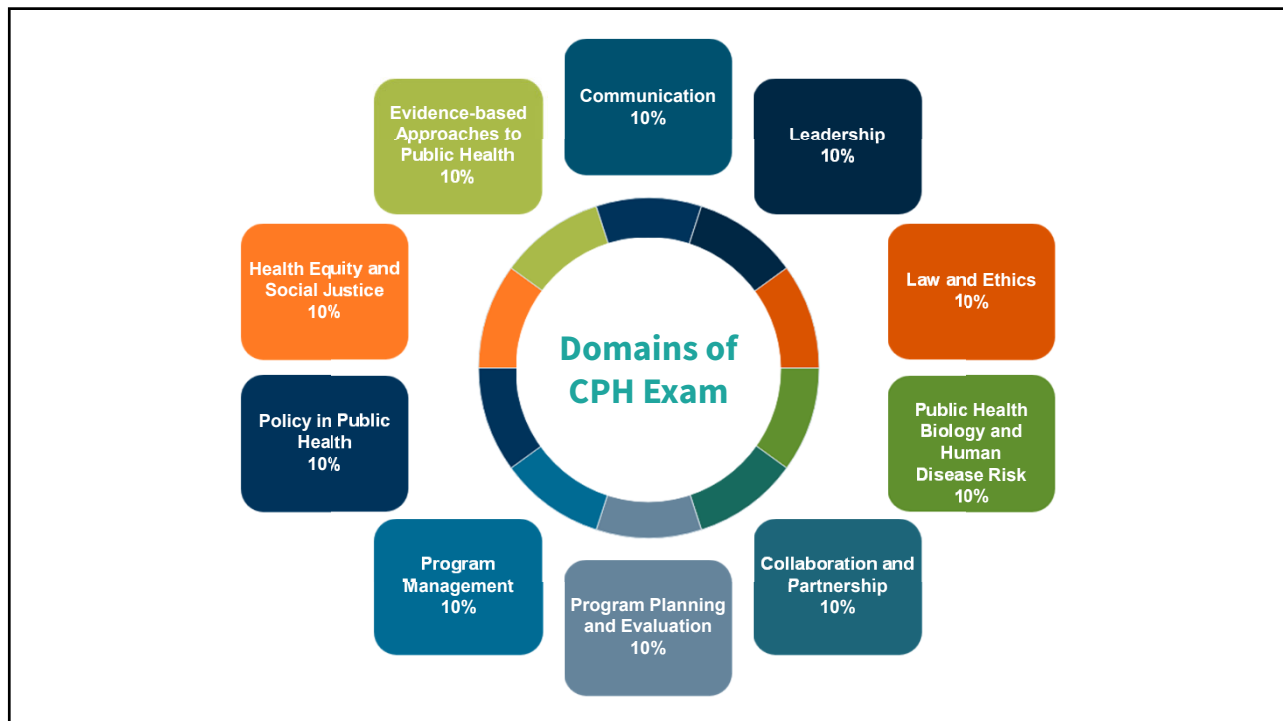 Communication
10%
Leadership
10%
Law and Ethics
10%
Public Health
Biology and
Human
Disease Risk
10%
Collaboration and
Partnership
10%
Program Planning
and Evaluation
10%
Program
Management
10%
Policy in Public
Health
10%
Health Equity and
Social Justice
10%
Evidence-based
Approaches to
Public Health
10%
Domains of
CPH Exam